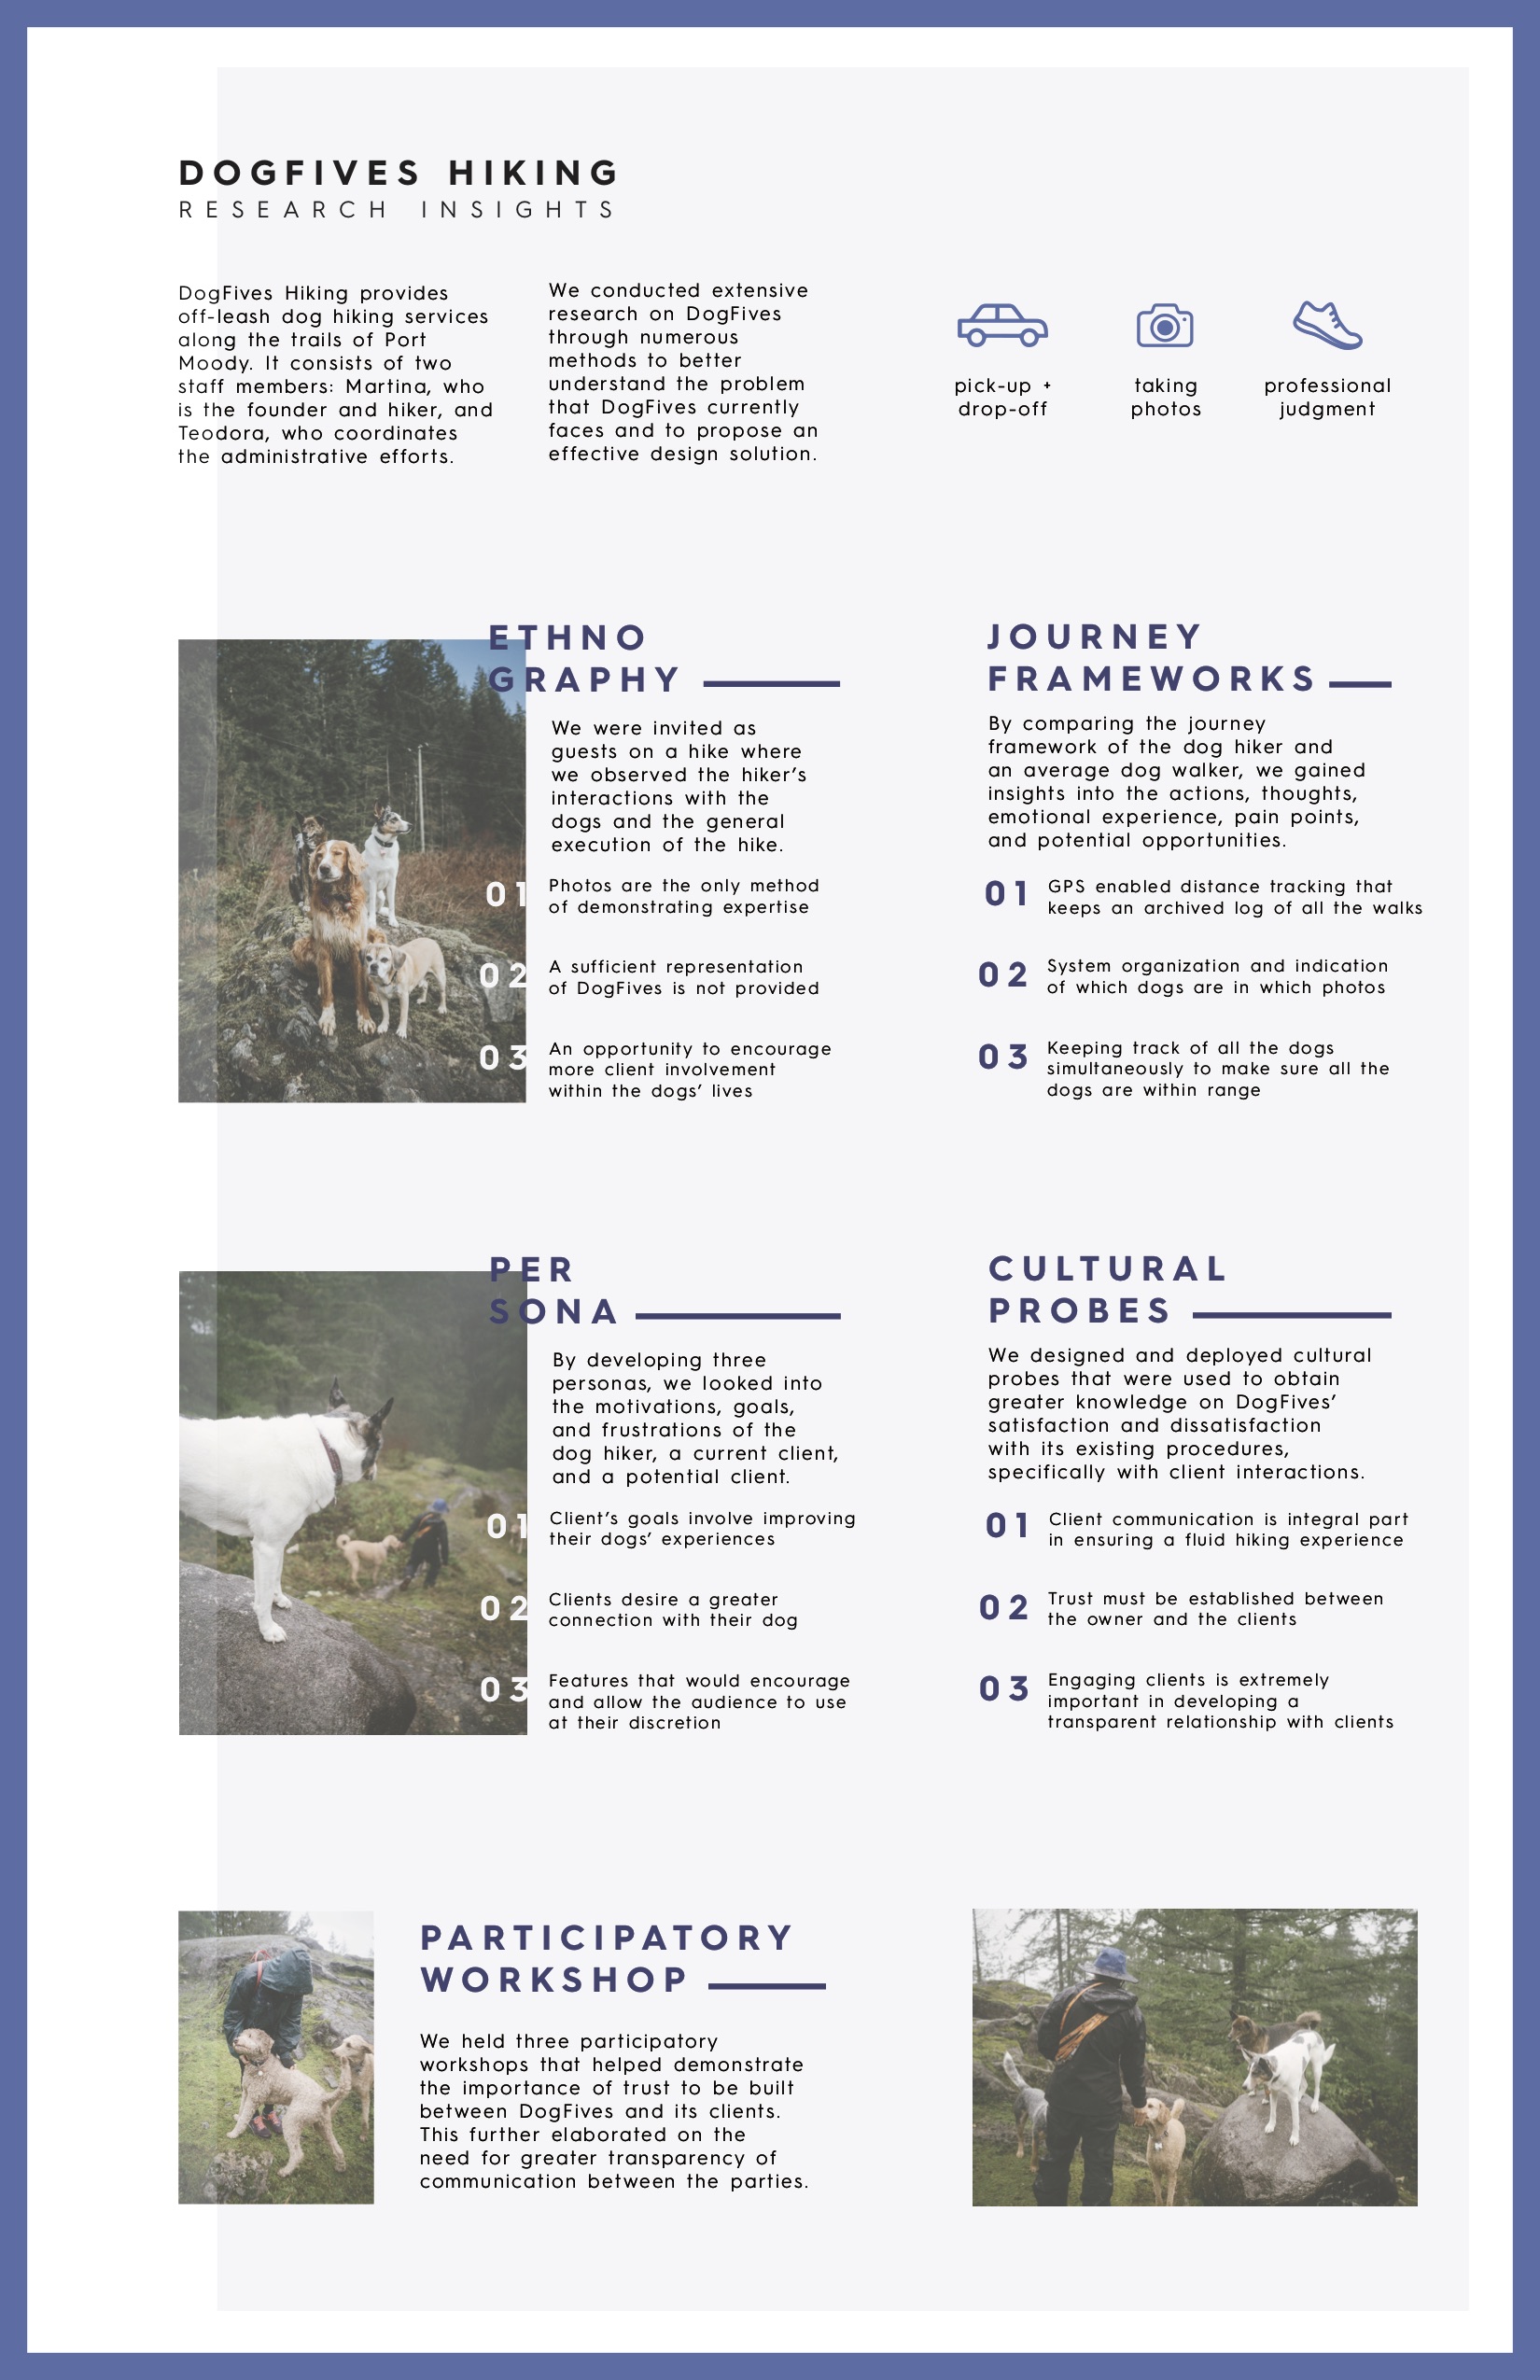 DOGFIVES HIKING
RESEARCH INSIGHTS
DogFives Hiking provides
off-leash dog hiking services
along the trails of Port
Moody. It consists of two
staff members: Martina, who
is the founder and hiker, and
Teodora, who coordinates
the administrative efforts.
We conducted extensive
research on DogFives
through numerous
methods to better
understand the problem
that DogFives currently
faces and to propose an
effective design solution.
pick-up +
drop-off
taking
photos
professional
judgment
ETHNO
GRAPHY
We were invited as
guests on a hike where
we observed the hiker’s
interactions with the
dogs and the general
execution of the hike.
01 Photos are the only method
of demonstrating expertise
02 A sufficient representation
of DogFives is not provided
03 An opportunity to encourage
more client involvement
within the dogs’ lives
JOURNEY
FRAMEWORKS
By comparing the journey
framework of the dog hiker and
an average dog walker, we gained
insights into the actions, thoughts,
emotional experience, pain points,
and potential opportunities.
01 GPS enabled distance tracking that
keeps an archived log of all the walks
02 System organization and indication
of which dogs are in which photos
03 Keeping track of all the dogs
simultaneously to make sure all the
dogs are within range
PER
SONA
By developing three
personas, we looked into
the motivations, goals,
and frustrations of the
dog hiker, a current client,
and a potential client.
01 Client’s goals involve improving
their dogs’ experiences
02 Clients desire a greater
connection with their dog
03 Features that would encourage
and allow the audience to use
at their discretion
CULTURAL
PROBES
We designed and deployed cultural
probes that were used to obtain
greater knowledge on DogFives’
satisfaction and dissatisfaction
with its existing procedures,
specifically with client interactions.
01 Client communication is integral part
in ensuring a fluid hiking experience
02 Trust must be established between
the owner and the clients
03 Engaging clients is extremely
important in developing a
transparent relationship with clients
PARTICIPATORY
WORKSHOP
We held three participatory
workshops that helped demonstrate
the importance of trust to be built
between DogFives and its clients.
This further elaborated on the
need for greater transparency of
communication between the parties.